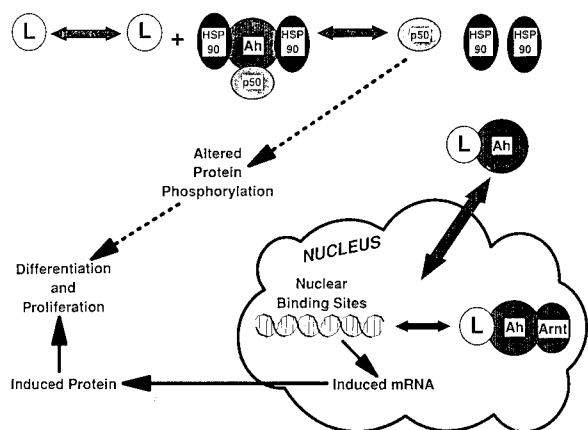 L
L
+
HSP
90
Ah
HSP
90
p50
p50
HSP
90
HSP
90
L
Ah
Altered
Protein
Phosphorylation
NUCLEUS
Differentiation
and
Proliferation
Nuclear
Binding Sites
L
Ah
Arnt
Induced Protein
Induced mRNA